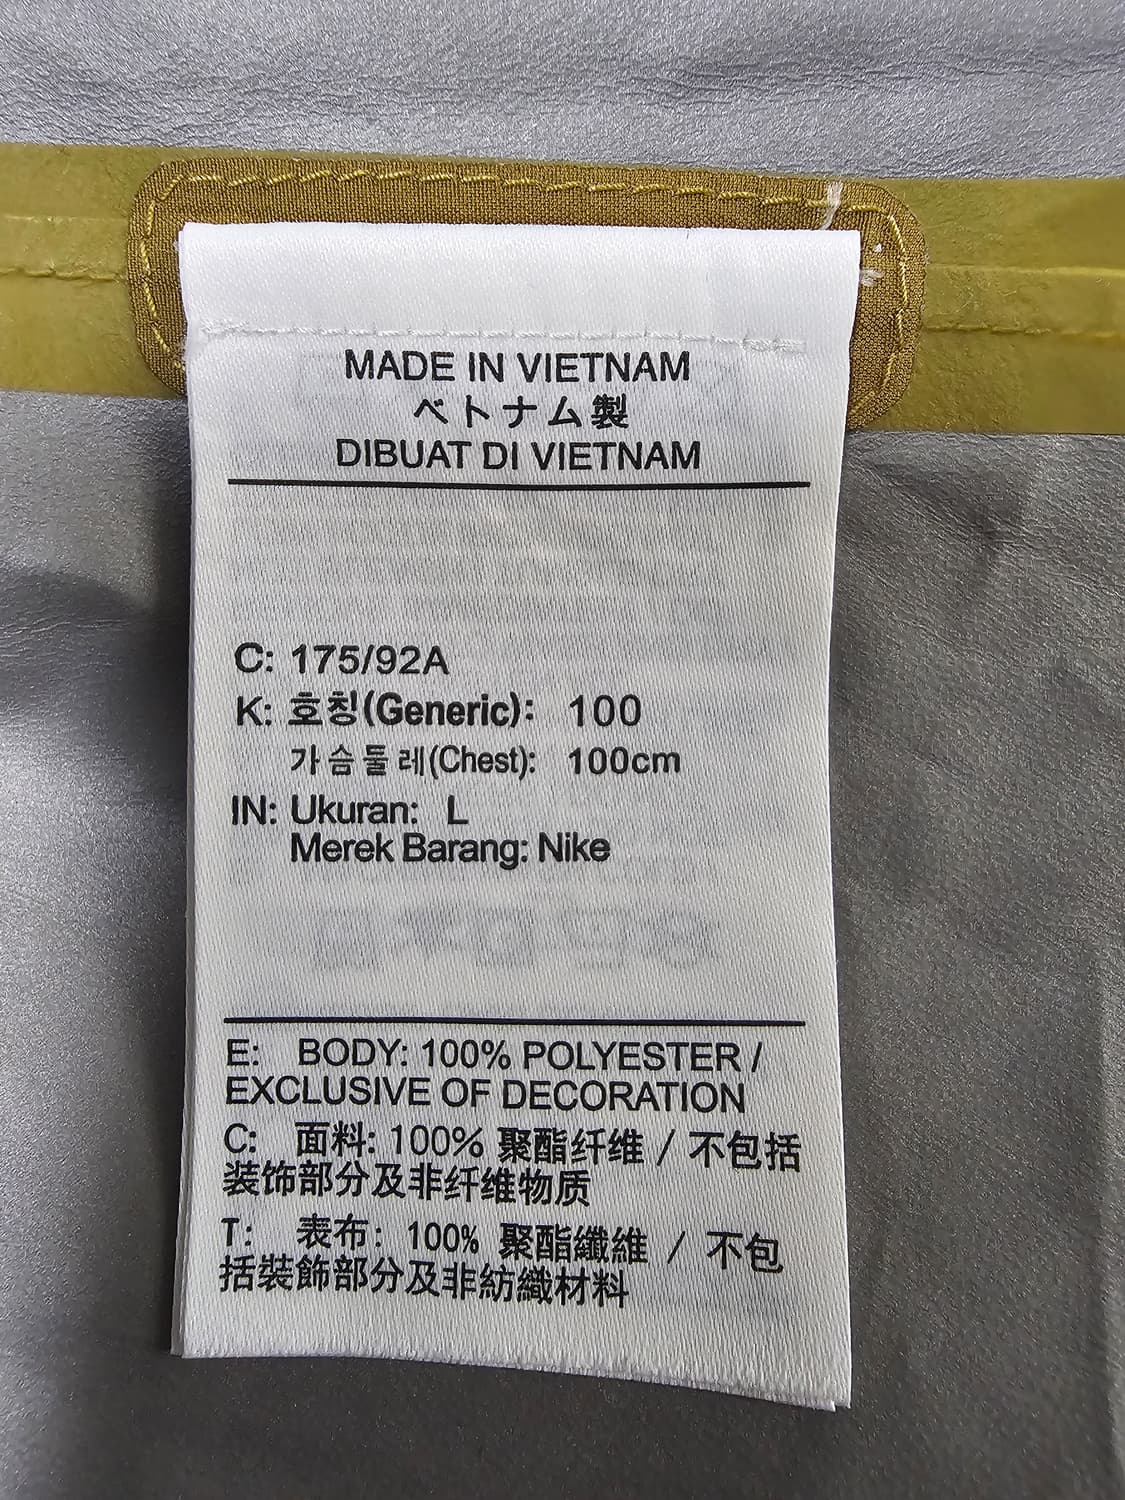 MADE IN VIETNAM
ベトナム製
DIBUAT DI VIETNAM
C: 175/92A
K: 호칭(Generic): 100
가슴둘레(Chest): 100cm
IN: Ukuran: L
Merek Barang: Nike
E: BODY: 100% POLYESTER /
EXCLUSIVE OF DECORATION
C: 面料: 100% 聚酯纤维 / 不包括
装饰部分及非纤维物质
T: 表布: 100% 聚酯纖維 / 不包
括裝飾部分及非紡織材料